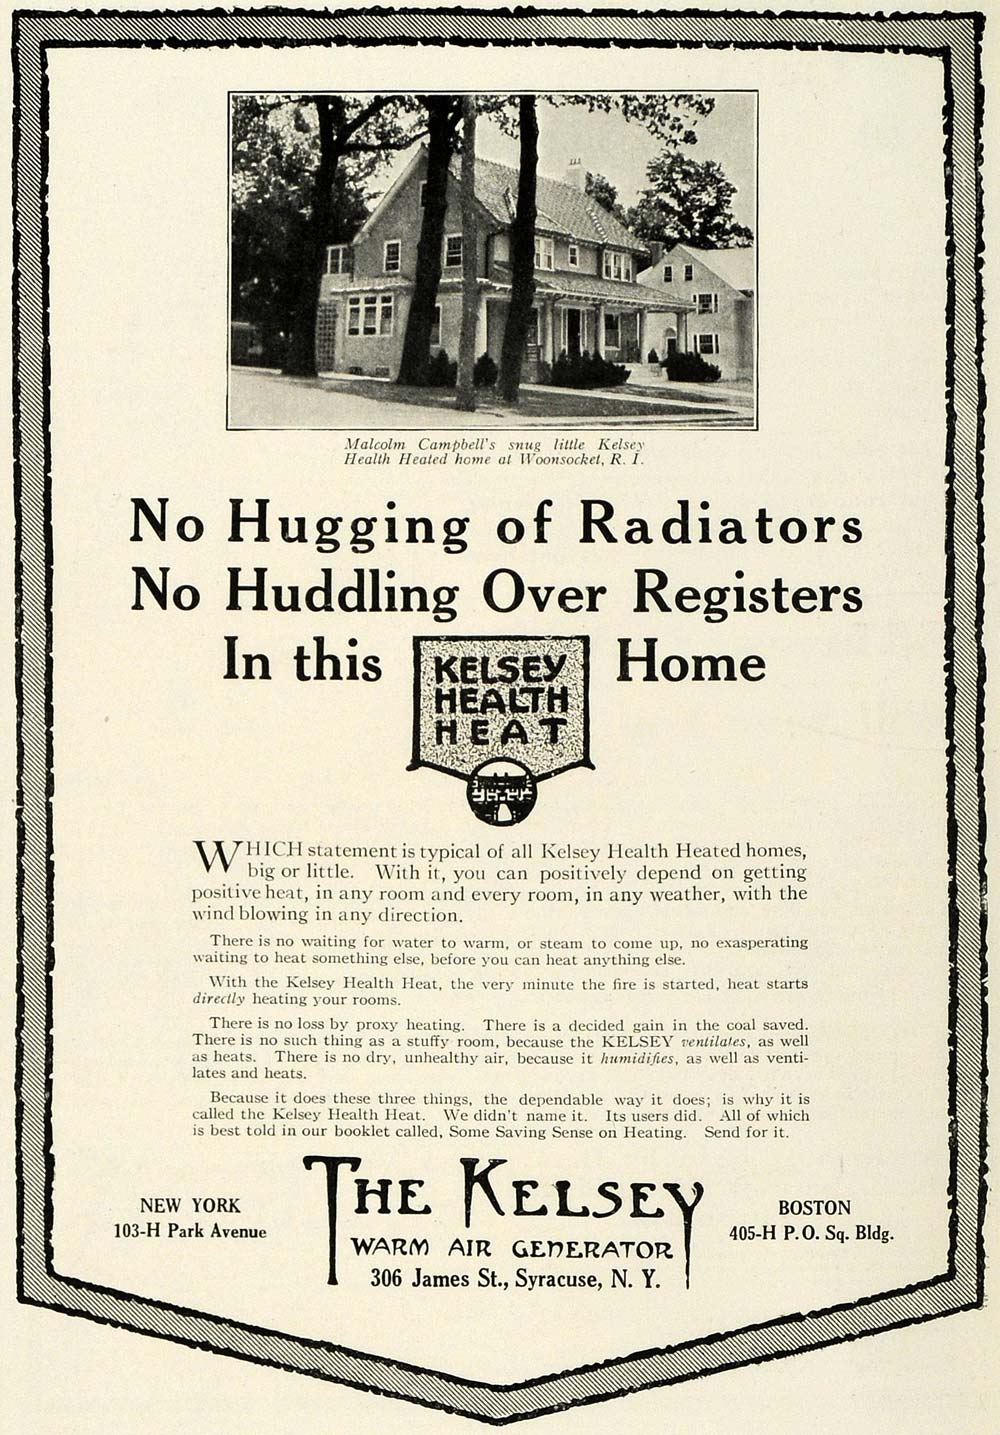 Malcolm Campbell's snug little Kelsey
Health Heated home at Woonsocket, R. I.
No Hugging of Radiators
No Huddling Over Registers
In this KELSEY HEALTH HEAT Home
WHICH statement is typical of all Kelsey Health Heated homes,
big or little. With it, you can positively depend on getting
positive heat, in any room and every room, in any weather, with the
wind blowing in any direction.
There is no waiting for water to warm, or steam to come up, no exasperating
waiting to heat something else, before you can heat anything else.
With the Kelsey Health Heat, the very minute the fire is started, heat starts
directly heating your rooms.
There is no loss by proxy heating. There is a decided gain in the coal saved.
There is no such thing as a stuffy room, because the KELSEY ventilates, as well
as heats. There is no dry, unhealthy air, because it humidifies, as well as venti-
lates and heats.
Because it does these three things, the dependable way it does; is why it is
called the Kelsey Health Heat. We didn't name it. Its users did. All of which
is best told in our booklet called, Some Saving Sense on Heating. Send for it.
THE KELSEY
WARM AIR GENERATOR
306 James St., Syracuse, N. Y.
NEW YORK
103-H Park Avenue
BOSTON
405-H P.O. Sq. Bldg.